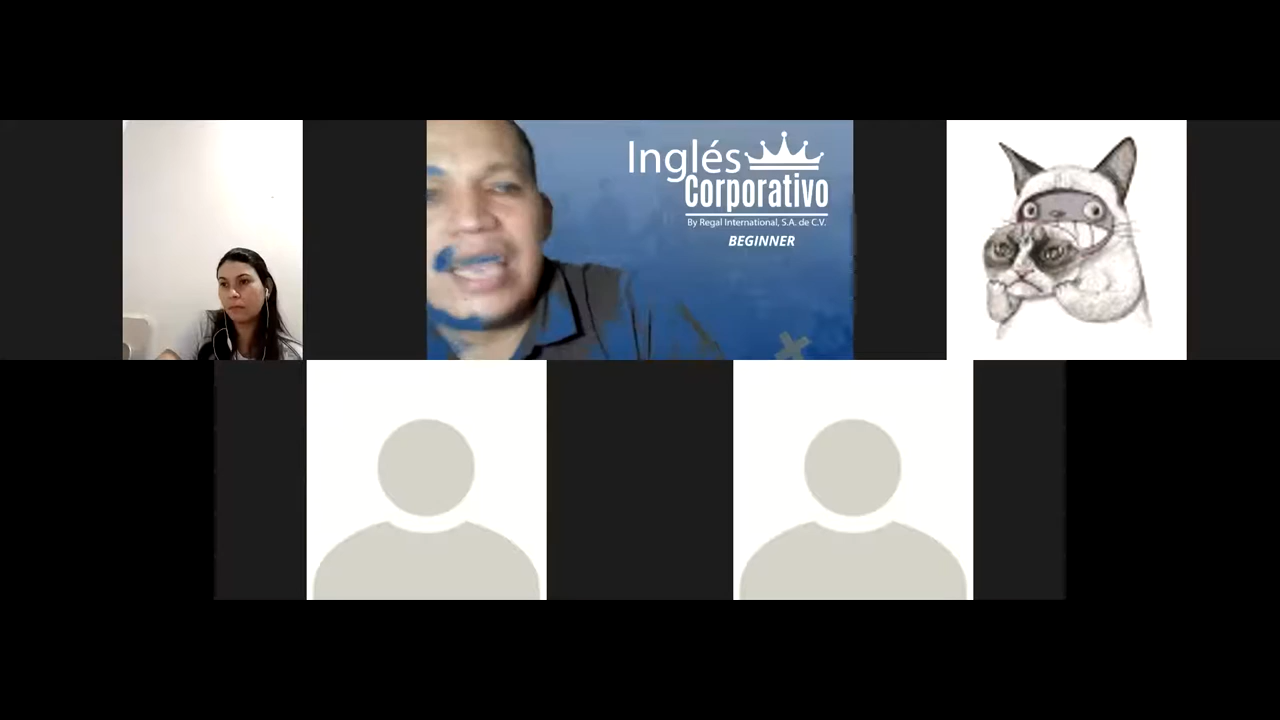 Inglés
Corporativo
By Regal International, S.A. de C.V.
BEGINNER